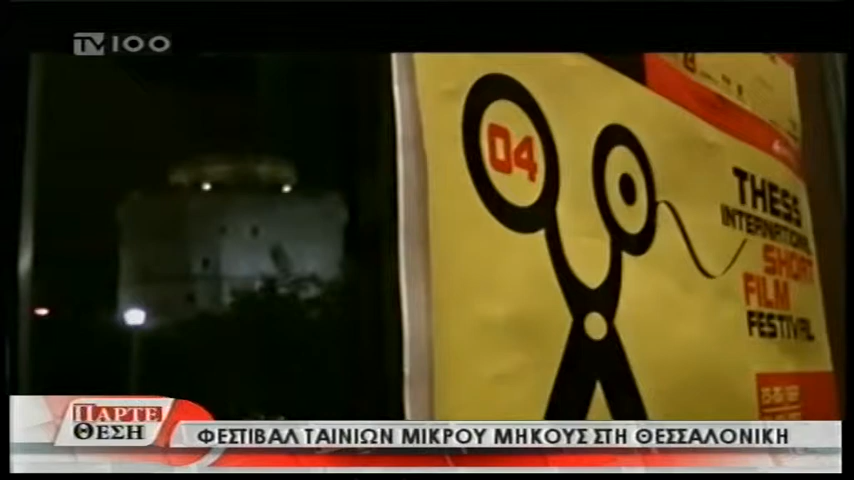 TV100
04
THESS
INTERNATIONAL
SHORT
FILM
FESTIVAL
ΠΑΡΤΕ
ΘΕΣΗ
ΦΕΣΤΙΒΑΛ ΤΑΙΝΙΩΝ ΜΙΚΡΟΥ ΜΗΚΟΥΣ ΣΤΗ ΘΕΣΣΑΛΟΝΙΚΗ